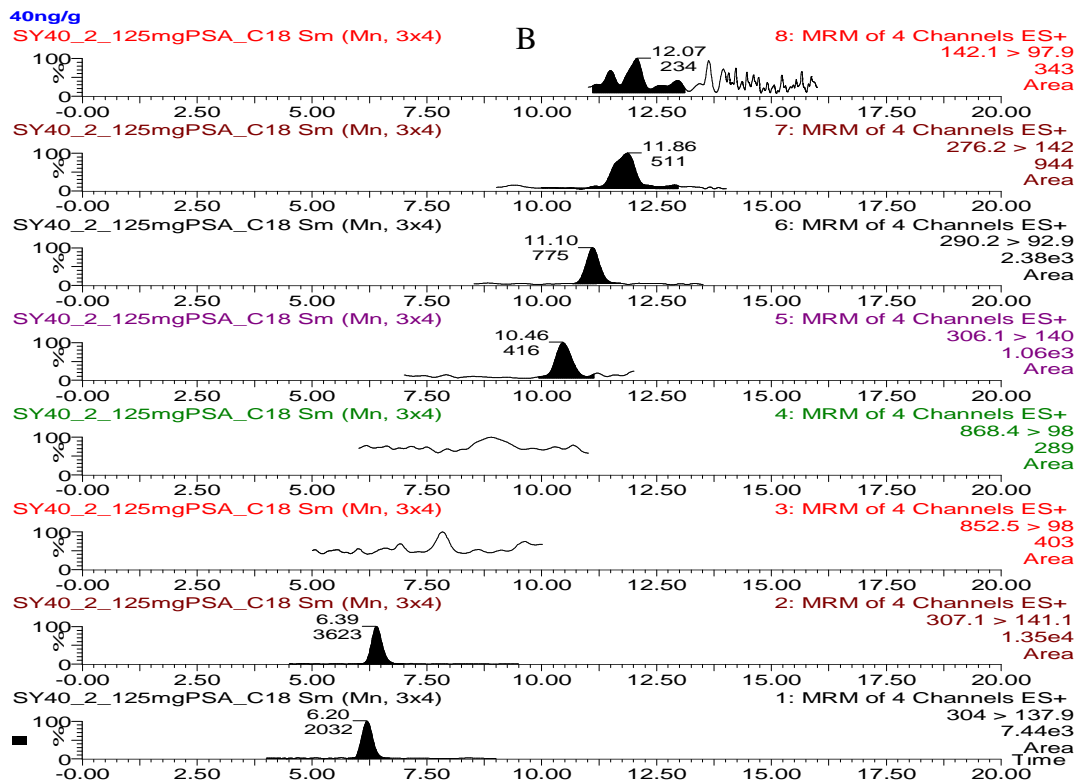 40ng/g
B
SY40_2_125mgPSA_C18 Sm (Mn, 3x4) 8: MRM of 4 Channels ES+
142.1 > 97.9
343
Area
12.07
234
100
%
0
-0.00 2.50 5.00 7.50 10.00 12.50 15.00 17.50 20.00
SY40_2_125mgPSA_C18 Sm (Mn, 3x4) 7: MRM of 4 Channels ES+
276.2 > 142
944
Area
11.86
511
100
%
0
-0.00 2.50 5.00 7.50 10.00 12.50 15.00 17.50 20.00
SY40_2_125mgPSA_C18 Sm (Mn, 3x4) 6: MRM of 4 Channels ES+
290.2 > 92.9
2.38e3
Area
11.10
775
100
%
0
-0.00 2.50 5.00 7.50 10.00 12.50 15.00 17.50 20.00
SY40_2_125mgPSA_C18 Sm (Mn, 3x4) 5: MRM of 4 Channels ES+
306.1 > 140
1.06e3
Area
10.46
416
100
%
0
-0.00 2.50 5.00 7.50 10.00 12.50 15.00 17.50 20.00
SY40_2_125mgPSA_C18 Sm (Mn, 3x4) 4: MRM of 4 Channels ES+
868.4 > 98
289
Area
100
%
0
-0.00 2.50 5.00 7.50 10.00 12.50 15.00 17.50 20.00
SY40_2_125mgPSA_C18 Sm (Mn, 3x4) 3: MRM of 4 Channels ES+
852.5 > 98
403
Area
100
%
0
-0.00 2.50 5.00 7.50 10.00 12.50 15.00 17.50 20.00
SY40_2_125mgPSA_C18 Sm (Mn, 3x4) 2: MRM of 4 Channels ES+
307.1 > 141.1
1.35e4
Area
6.39
3623
100
%
0
-0.00 2.50 5.00 7.50 10.00 12.50 15.00 17.50 20.00
SY40_2_125mgPSA_C18 Sm (Mn, 3x4) 1: MRM of 4 Channels ES+
304 > 137.9
7.44e3
Area
6.20
2032
100
%
0
Time
-0.00 2.50 5.00 7.50 10.00 12.50 15.00 17.50 20.00